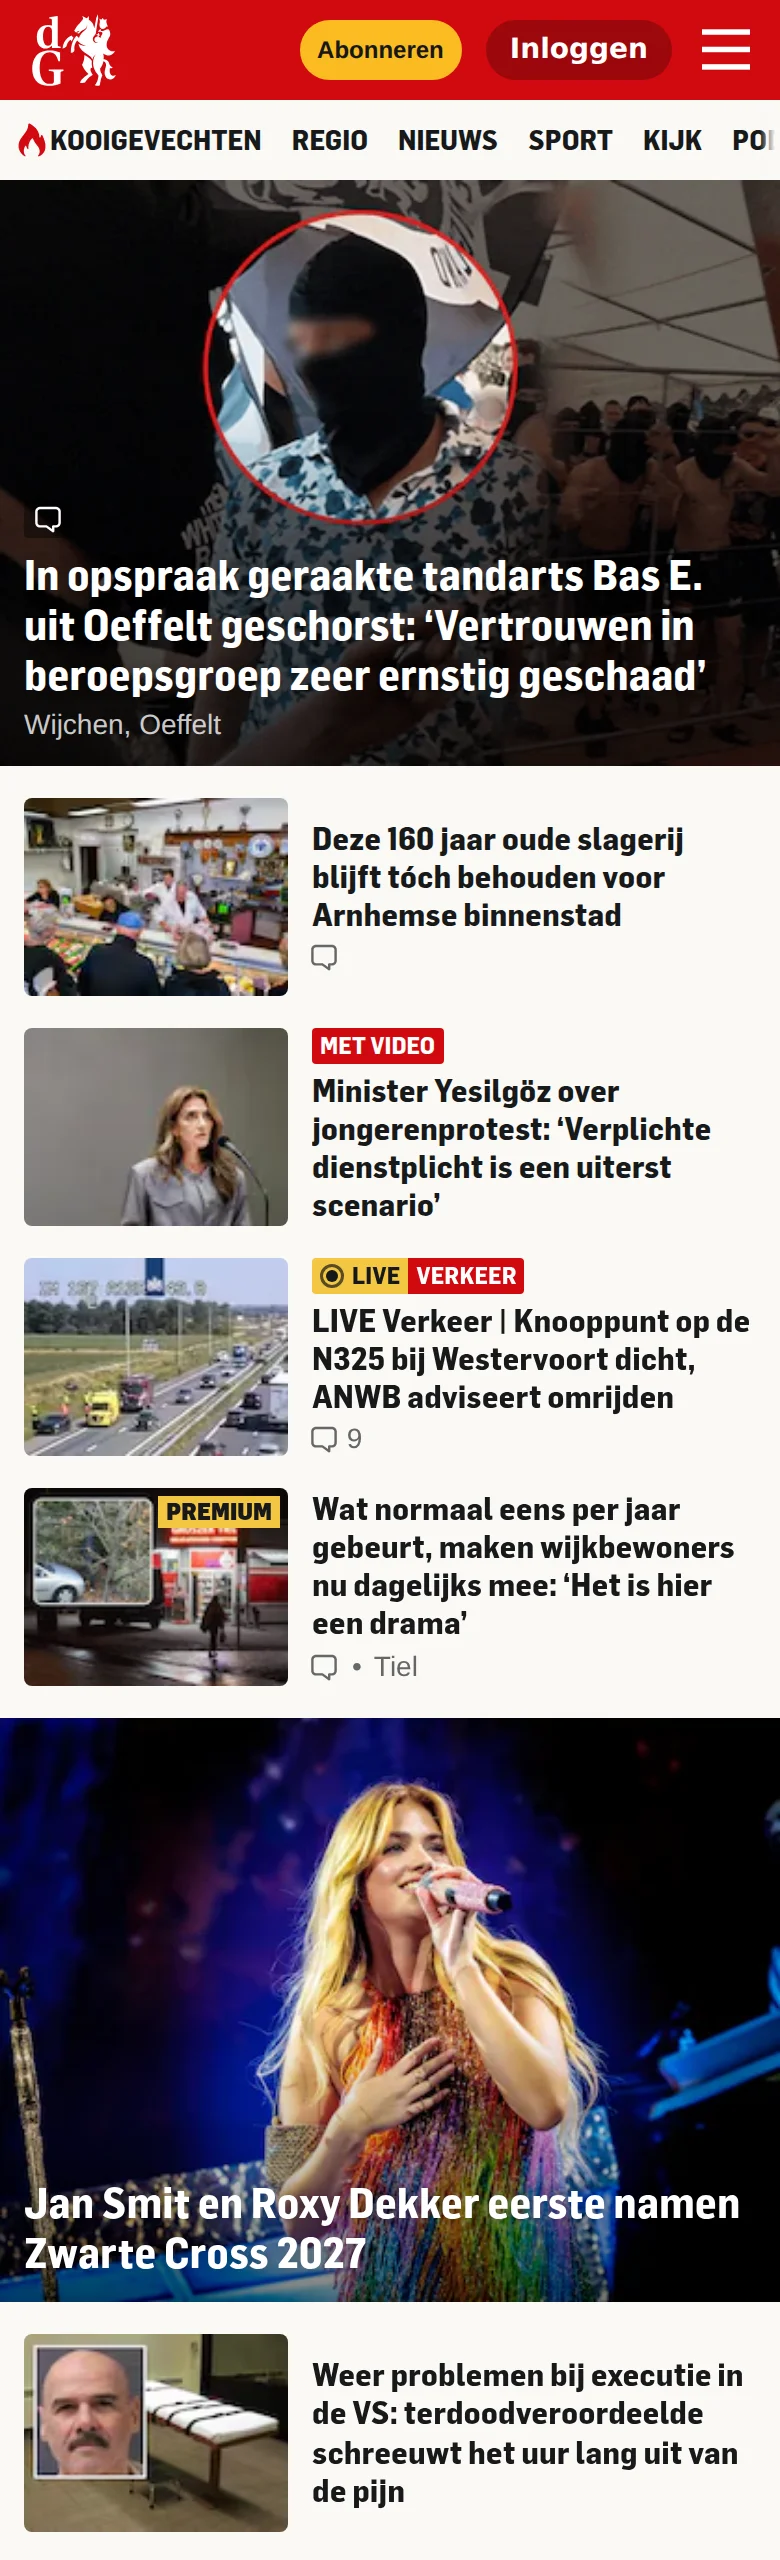 dG
Abonneren
Inloggen
KOOIGEVECHTEN REGIO NIEUWS SPORT KIJK
In opspraak geraakte tandarts Bas E.
uit Oeffelt geschorst: ‘Vertrouwen in
beroepsgroep zeer ernstig geschaad’
Wijchen, Oeffelt
Deze 160 jaar oude slagerij
blijft tóch behouden voor
Arnhemse binnenstad
MET VIDEO
Minister Yesilgöz over
jongerenprotest: ‘Verplichte
dienstplicht is een uiterst
scenario’
LIVE VERKEER
LIVE Verkeer | Knooppunt op de
N325 bij Westervoort dicht,
ANWB adviseert omrijden
9
PREMIUM
Wat normaal eens per jaar
gebeurt, maken wijkbewoners
nu dagelijks mee: ‘Het is hier
een drama’
• Tiel
Jan Smit en Roxy Dekker eerste namen
Zwarte Cross 2027
Weer problemen bij executie in
de VS: terdoodveroordeelde
schreeuwt het uur lang uit van
de pijn